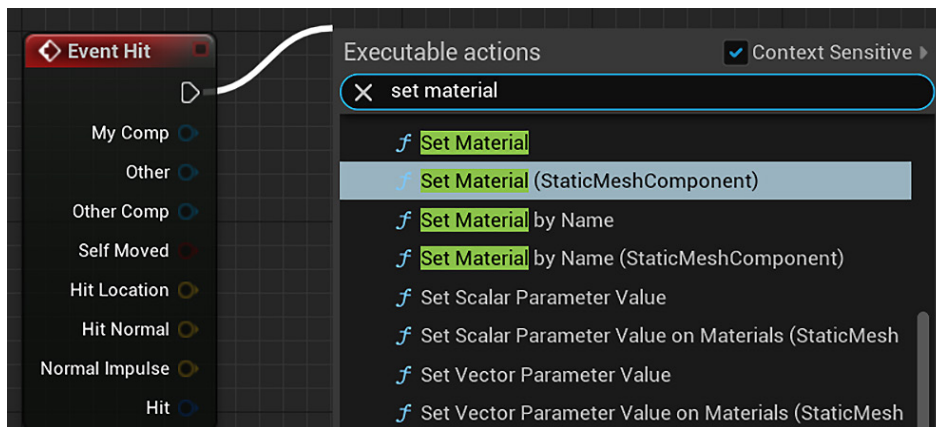 Event Hit
My Comp
Other
Other Comp
Self Moved
Hit Location
Hit Normal
Normal Impulse
Hit
Executable actions
Context Sensitive
set material
Set Material
Set Material (StaticMeshComponent)
Set Material by Name
Set Material by Name (StaticMeshComponent)
Set Scalar Parameter Value
Set Scalar Parameter Value on Materials (StaticMesh
Set Vector Parameter Value
Set Vector Parameter Value on Materials (StaticMesh